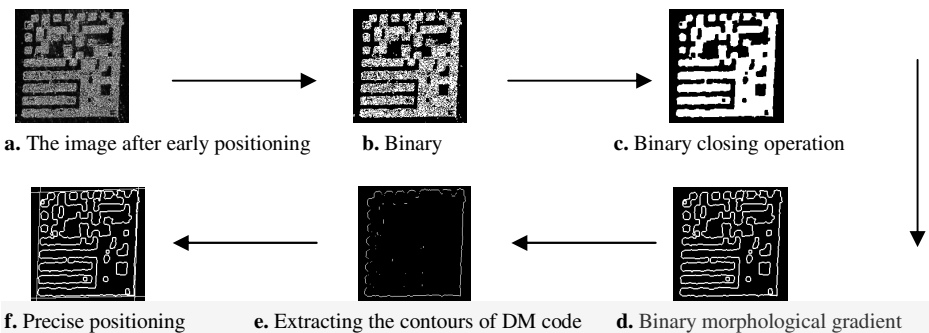 a. The image after early positioning b. Binary c. Binary closing operation
f. Precise positioning e. Extracting the contours of DM code d. Binary morphological gradient